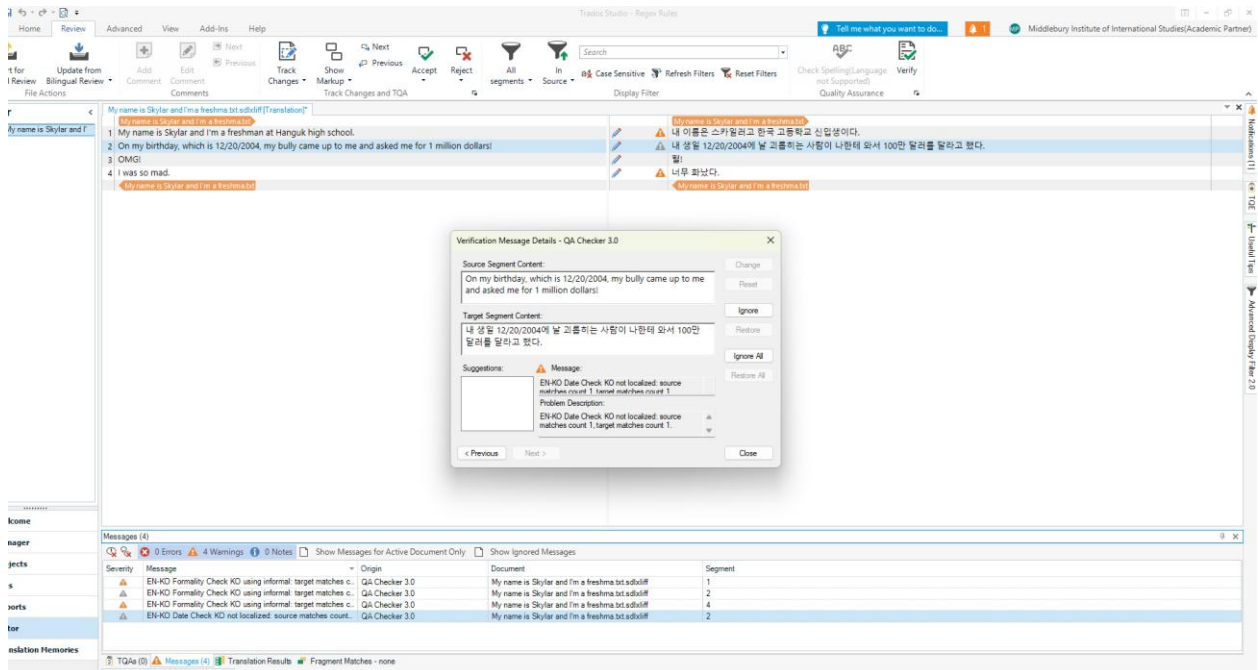 Trados Studio - Regex Rules
Home Review Advanced View Add-Ins Help
Tell me what you want to do...
1
Middlebury Institute of International Studies(Academic Partner)
Update from
Bilingual Review
Add
Comment
Edit
Comment
Next
Previous
Track
Changes
Show
Markup
Next
Previous
Accept
Reject
All
segments
In
Source
Search
Case Sensitive
Refresh Filters
Reset Filters
Check Spelling(Language
not Supported)
Verify
File Actions
Comments
Track Changes and TQA
Display Filter
Quality Assurance
My name is Skylar and I'm a freshma.txt.sdlxliff [Translation]*
My name is Skylar and I'm a freshma.txt
My name is Skylar and I'm a freshma.txt
1 My name is Skylar and I'm a freshman at Hanguk high school.
내 이름은 스카일러고 한국 고등학교 신입생이다.
2 On my birthday, which is 12/20/2004, my bully came up to me and asked me for 1 million dollars!
내 생일 12/20/2004에 날 괴롭히는 사람이 나한테 와서 100만 달러를 달라고 했다.
3 OMG!
헐!
4 I was so mad.
너무 화났다.
My name is Skylar and I'm a freshma.txt
My name is Skylar and I'm a freshma.txt
Notifications (1)
TQE
Useful Tips
Advanced Display Filter 2.0
Verification Message Details - QA Checker 3.0
Source Segment Content:
On my birthday, which is 12/20/2004, my bully came up to me
and asked me for 1 million dollars!
Target Segment Content:
내 생일 12/20/2004에 날 괴롭히는 사람이 나한테 와서 100만
달러를 달라고 했다.
Suggestions:
Message:
EN-KO Date Check KO not localized: source
matches count 1, target matches count 1.
Problem Description:
EN-KO Date Check KO not localized: source
matches count 1, target matches count 1.
Change
Reset
Ignore
Restore
Ignore All
Restore All
< Previous
Next >
Close
Messages (4)
0 Errors 4 Warnings 0 Notes Show Messages for Active Document Only Show Ignored Messages
Severity Message Origin Document Segment
EN-KO Formality Check KO using informal: target matches c... QA Checker 3.0 My name is Skylar and I'm a freshma.txt.sdlxliff 1
EN-KO Formality Check KO using informal: target matches c... QA Checker 3.0 My name is Skylar and I'm a freshma.txt.sdlxliff 2
EN-KO Formality Check KO using informal: target matches c... QA Checker 3.0 My name is Skylar and I'm a freshma.txt.sdlxliff 4
EN-KO Date Check KO not localized: source matches count... QA Checker 3.0 My name is Skylar and I'm a freshma.txt.sdlxliff 2
TQAs (0) Messages (4) Translation Results Fragment Matches - none